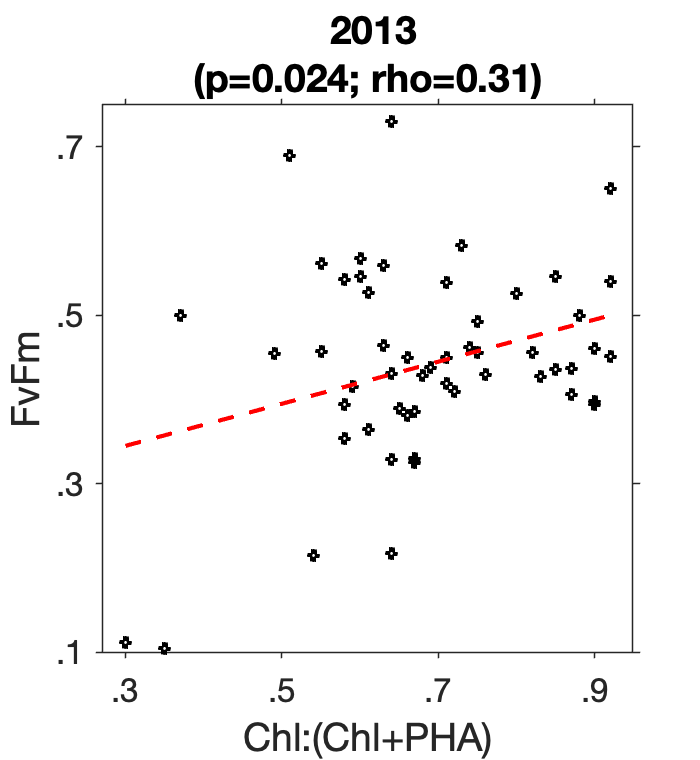 2013
(p=0.024; rho=0.31)
.7
.5
.3
.1
FvFm
.3 .5 .7 .9
Chl:(Chl+PHA)